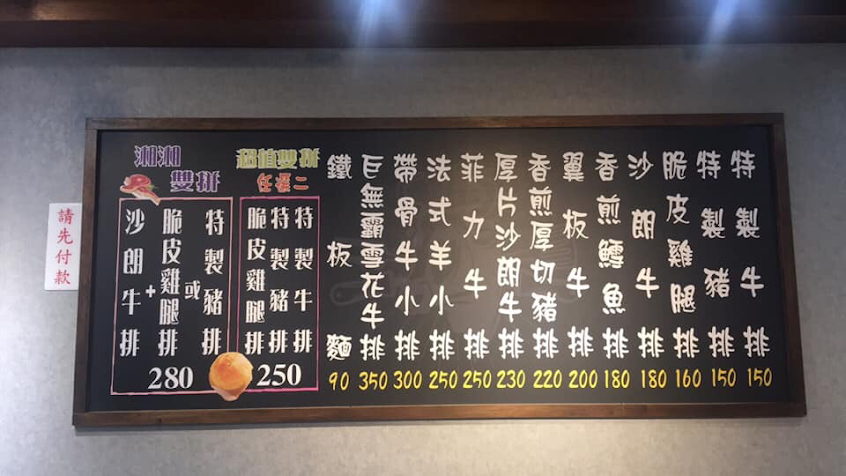 特製牛排 150
特製豬排 150
脆皮雞腿排 160
沙朗牛排 180
香煎鱈魚排 180
翼板牛排 200
香煎厚切豬排 220
厚片沙朗牛排 230
菲力牛排 250
法式羊小排 250
帶骨牛小排 300
巨無霸雪花牛排 350
鐵板麵 90
超值雙拼
任選二
特製牛排
特製豬排
脆皮雞腿排
250
湘湘
雙拼
特製豬排
或
脆皮雞腿排
+
沙朗牛排
280
請先付款